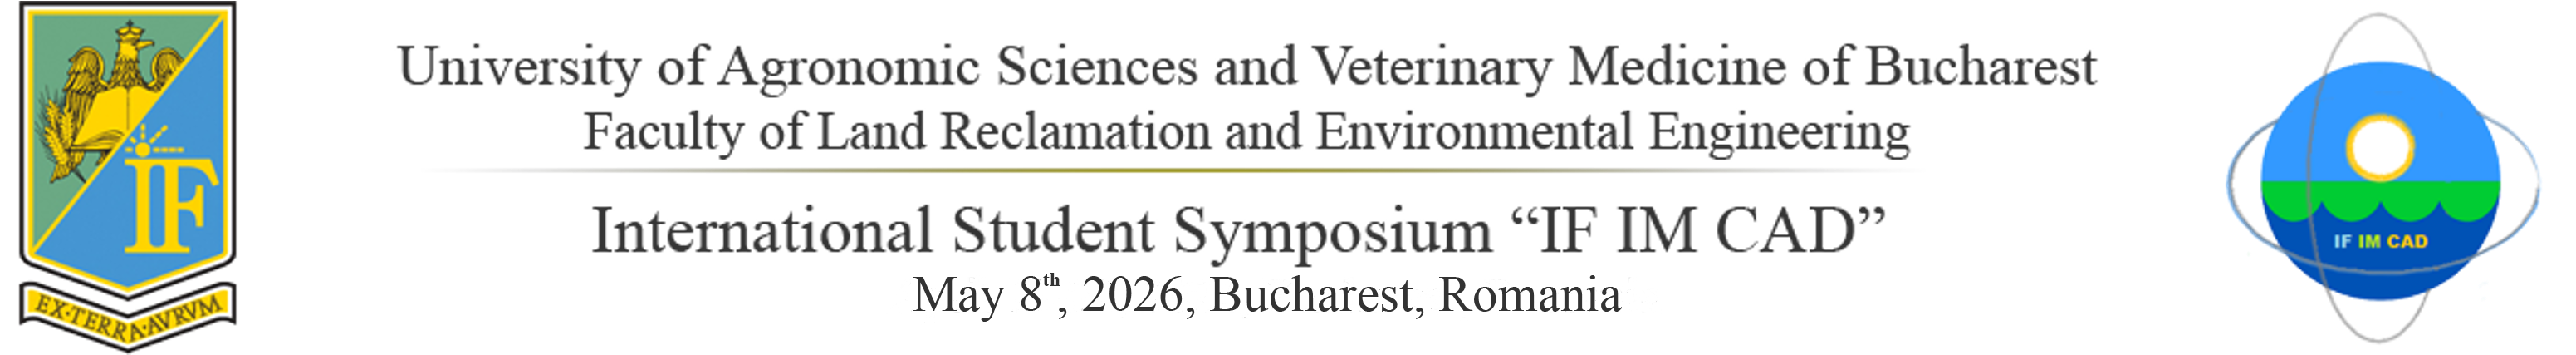 University of Agronomic Sciences and Veterinary Medicine of Bucharest
Faculty of Land Reclamation and Environmental Engineering
International Student Symposium “IF IM CAD”
May 8th, 2026, Bucharest, Romania
IF
EX·TERRA·AVRVM
IF IM CAD